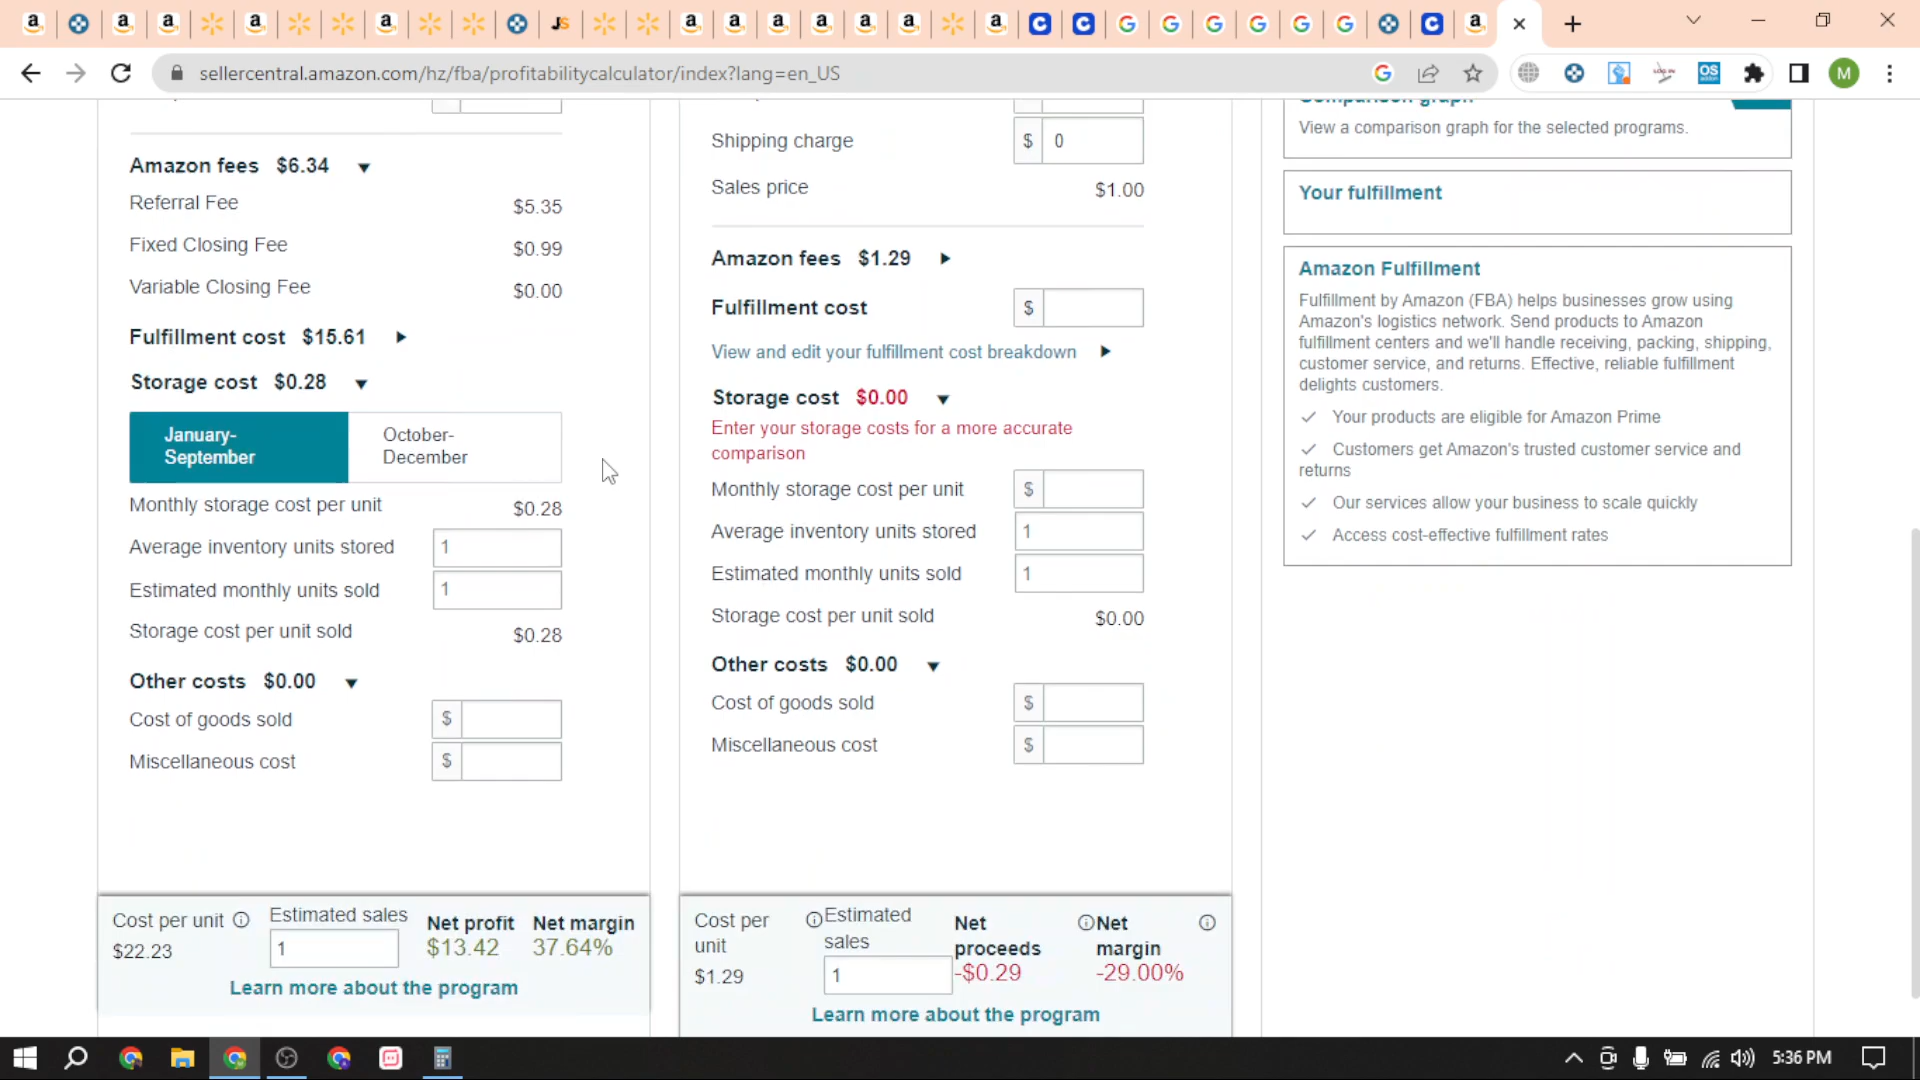 sellercentral.amazon.com/hz/fba/profitabilitycalculator/index?lang=en_US
M
Amazon fees $6.34
Referral Fee $5.35
Fixed Closing Fee $0.99
Variable Closing Fee $0.00
Fulfillment cost $15.61
Storage cost $0.28
January-
September
October-
December
Monthly storage cost per unit $0.28
Average inventory units stored 1
Estimated monthly units sold 1
Storage cost per unit sold $0.28
Other costs $0.00
Cost of goods sold $
Miscellaneous cost $
Cost per unit
$22.23
Estimated sales
1
Net profit
$13.42
Net margin
37.64%
Learn more about the program
Shipping charge $ 0
Sales price $1.00
Amazon fees $1.29
Fulfillment cost $
View and edit your fulfillment cost breakdown
Storage cost $0.00
Enter your storage costs for a more accurate
comparison
Monthly storage cost per unit $
Average inventory units stored 1
Estimated monthly units sold 1
Storage cost per unit sold $0.00
Other costs $0.00
Cost of goods sold $
Miscellaneous cost $
Cost per
unit
$1.29
Estimated
sales
1
Net
proceeds
-$0.29
Net
margin
-29.00%
Learn more about the program
Comparison graph
View a comparison graph for the selected programs.
Your fulfillment
Amazon Fulfillment
Fulfillment by Amazon (FBA) helps businesses grow using
Amazon's logistics network. Send products to Amazon
fulfillment centers and we'll handle receiving, packing, shipping,
customer service, and returns. Effective, reliable fulfillment
delights customers.
Your products are eligible for Amazon Prime
Customers get Amazon's trusted customer service and
returns
Our services allow your business to scale quickly
Access cost-effective fulfillment rates
5:36 PM